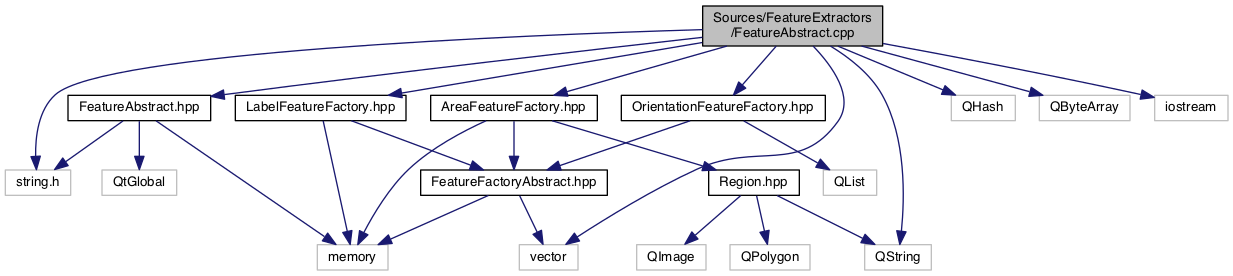 Sources/FeatureExtractors
/FeatureAbstract.cpp
FeatureAbstract.hpp
LabelFeatureFactory.hpp
AreaFeatureFactory.hpp
OrientationFeatureFactory.hpp
QHash
QByteArray
iostream
string.h
QtGlobal
FeatureFactoryAbstract.hpp
Region.hpp
QList
memory
vector
QImage
QPolygon
QString